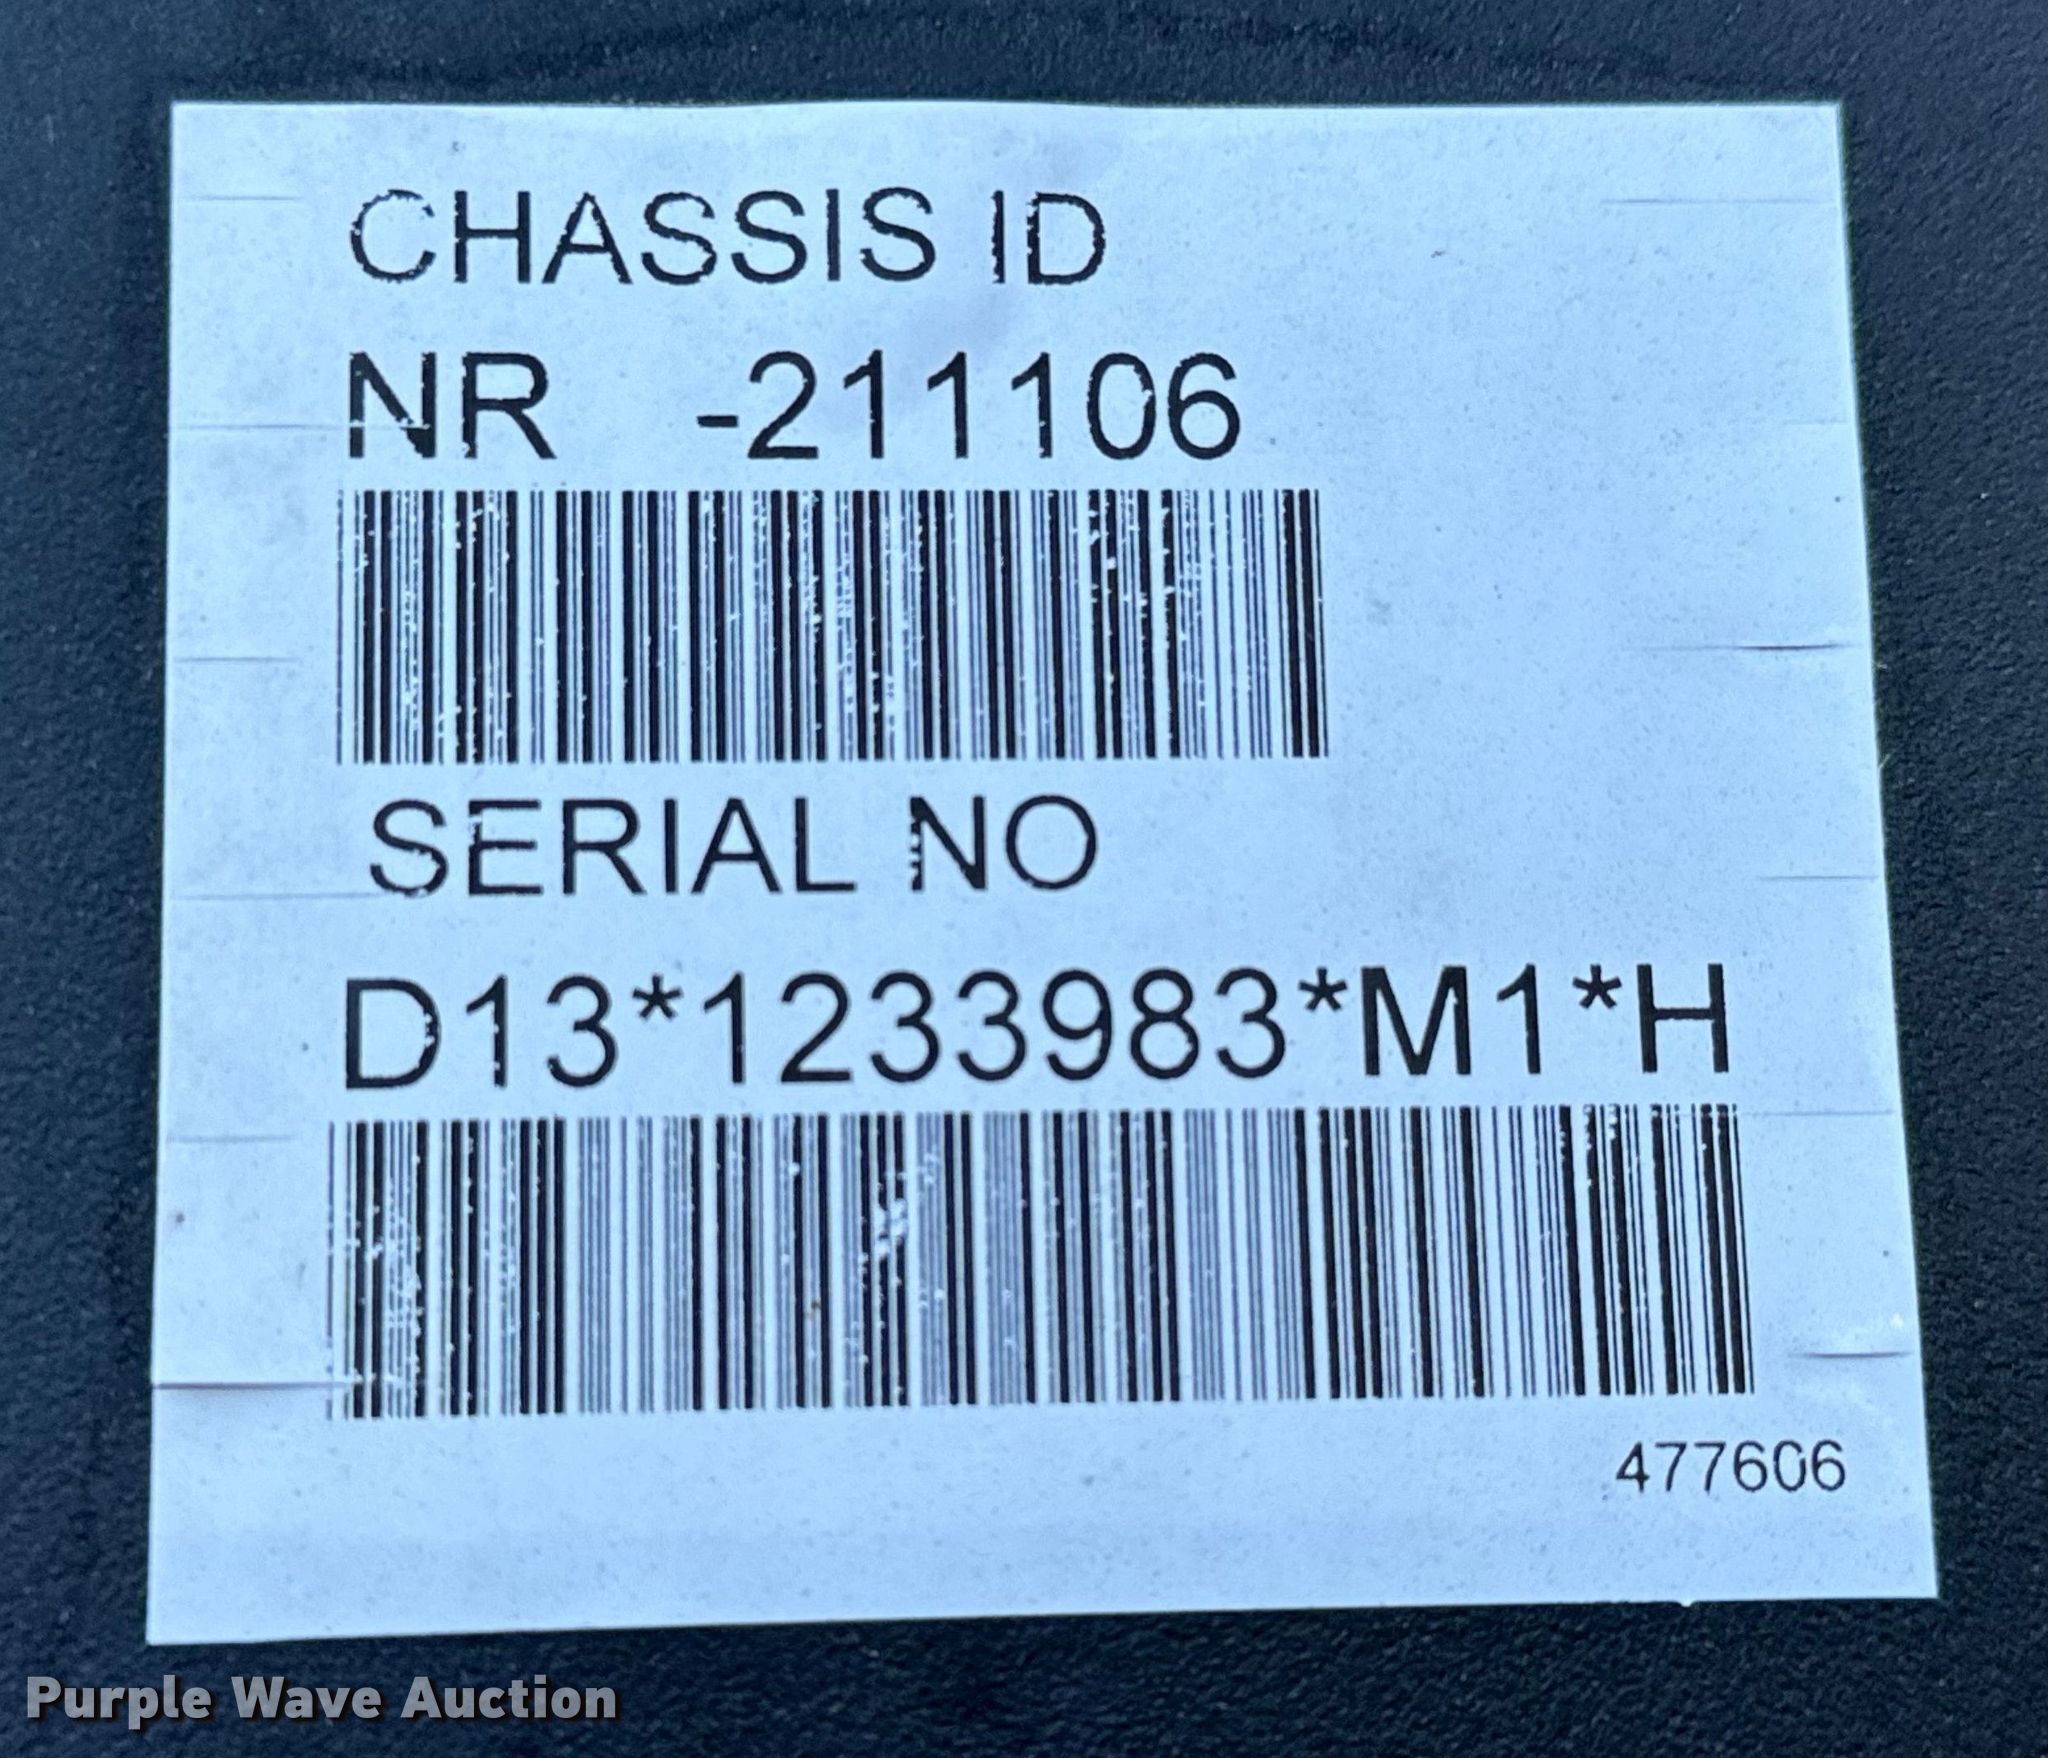 CHASSIS ID
NR -211106
SERIAL NO
D13*1233983*M1*H
477606
Purple Wave Auction